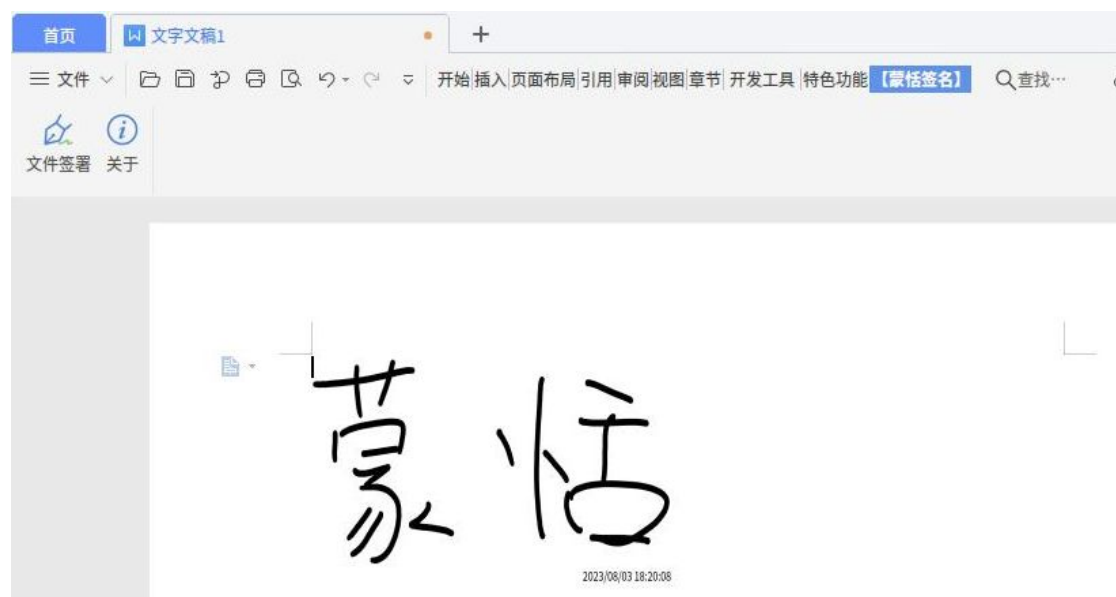 首页 文字文稿1
文件 开始 插入 页面布局 引用 审阅 视图 章节 开发工具 特色功能 【蒙恬签名】 查找…
文件签署 关于
蒙恬
2023/08/03 18:20:08